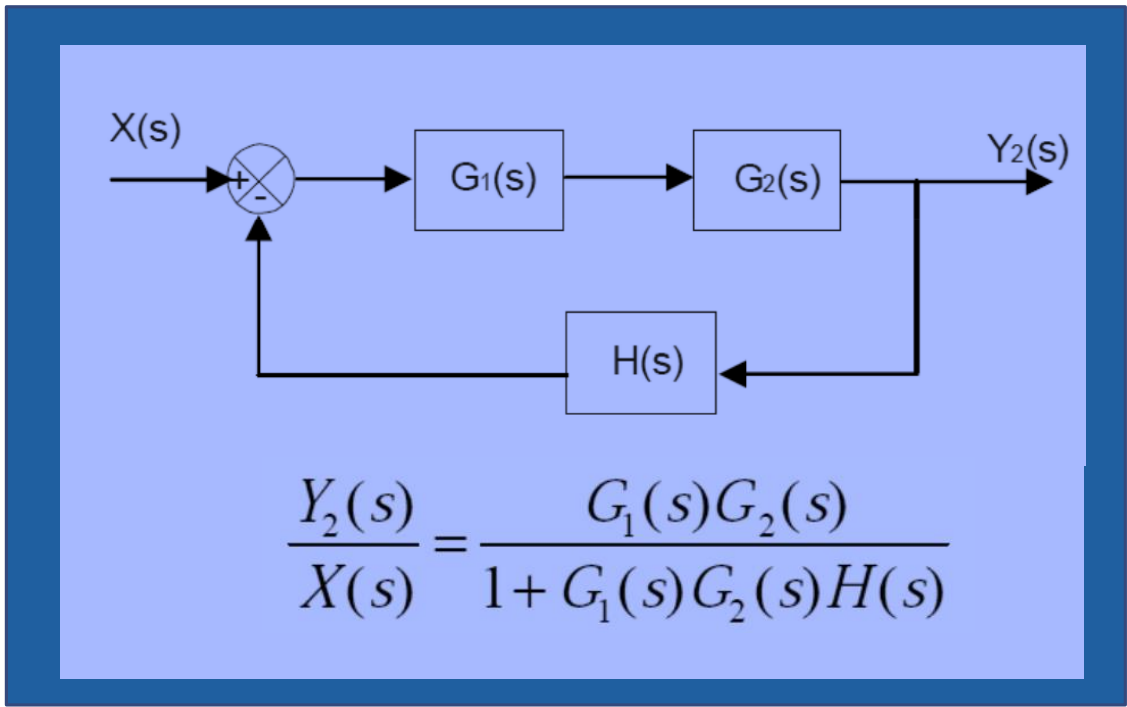 X(s)
Y₂(s)
+
-
G₁(s)
G₂(s)
H(s)
Y₂(s)
X(s)
=
G₁(s)G₂(s)
1+G₁(s)G₂(s)H(s)